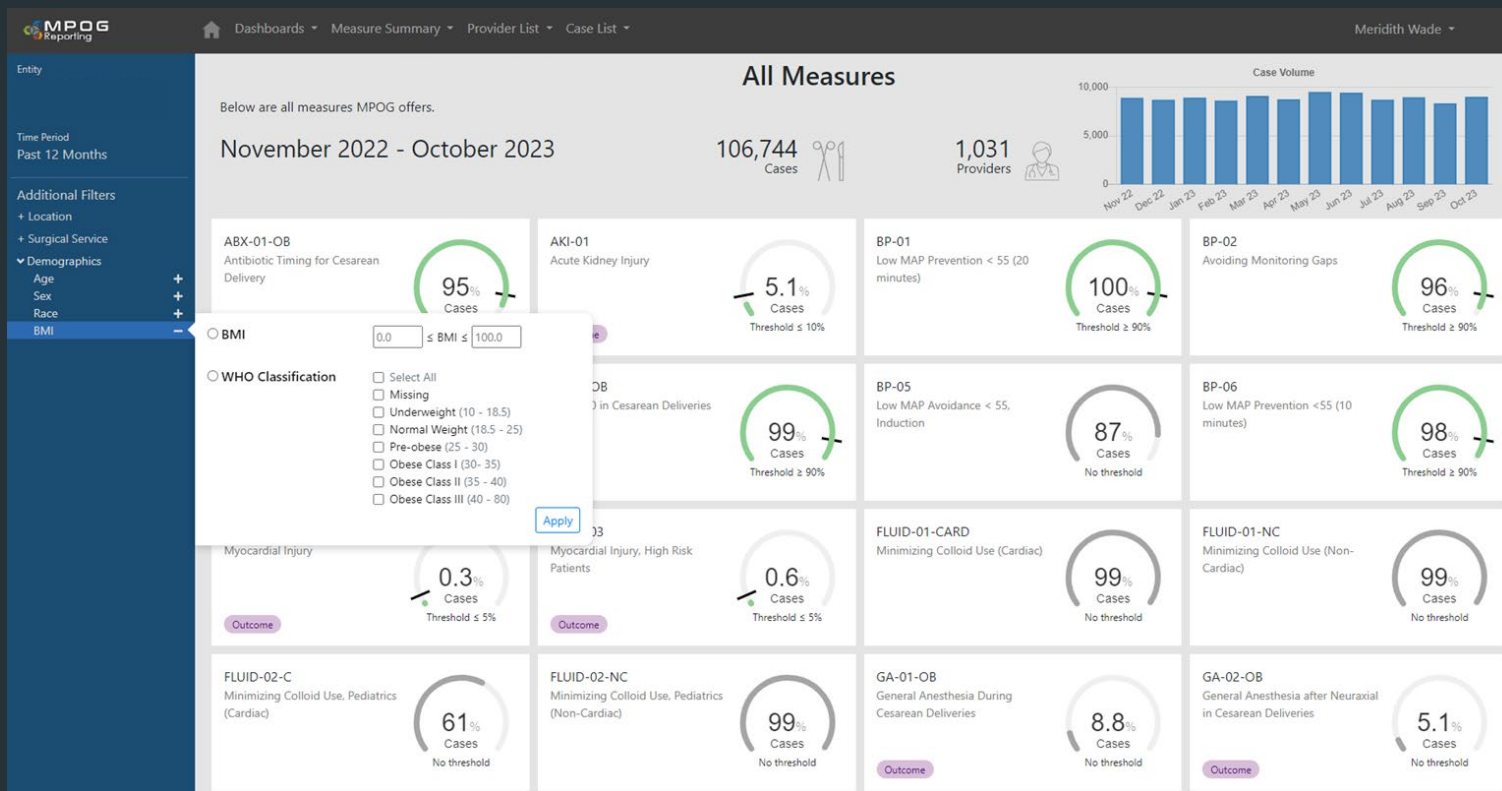 MPOG
Reporting
Dashboards
Measure Summary
Provider List
Case List
Meridith Wade
Entity
Time Period
Past 12 Months
Additional Filters
+ Location
+ Surgical Service
Demographics
Age +
Sex +
Race +
BMI −
All Measures
Below are all measures MPOG offers.
November 2022 - October 2023
106,744
Cases
1,031
Providers
Case Volume
10,000
5,000
0
Nov 22
Dec 22
Jan 23
Feb 23
Mar 23
Apr 23
May 23
Jun 23
Jul 23
Aug 23
Sep 23
Oct 23
ABX-01-OB
Antibiotic Timing for Cesarean
Delivery
95%
Cases
AKI-01
Acute Kidney Injury
5.1%
Cases
Threshold ≤ 10%
BP-01
Low MAP Prevention < 55 (20
minutes)
100%
Cases
Threshold ≥ 90%
BP-02
Avoiding Monitoring Gaps
96%
Cases
Threshold ≥ 90%
BMI
0.0 ≤ BMI ≤ 100.0
WHO Classification
Select All
Missing
Underweight (10 - 18.5)
Normal Weight (18.5 - 25)
Pre-obese (25 - 30)
Obese Class I (30- 35)
Obese Class II (35 - 40)
Obese Class III (40 - 80)
Apply
OB
in Cesarean Deliveries
99%
Cases
Threshold ≥ 90%
BP-05
Low MAP Avoidance < 55,
Induction
87%
Cases
No threshold
BP-06
Low MAP Prevention <55 (10
minutes)
98%
Cases
Threshold ≥ 90%
Myocardial Injury
0.3%
Cases
Threshold ≤ 5%
Outcome
03
Myocardial Injury, High Risk
Patients
0.6%
Cases
Threshold ≤ 5%
Outcome
FLUID-01-CARD
Minimizing Colloid Use (Cardiac)
99%
Cases
No threshold
FLUID-01-NC
Minimizing Colloid Use (Non-
Cardiac)
99%
Cases
No threshold
FLUID-02-C
Minimizing Colloid Use, Pediatrics
(Cardiac)
61%
Cases
No threshold
FLUID-02-NC
Minimizing Colloid Use, Pediatrics
(Non-Cardiac)
99%
Cases
No threshold
GA-01-OB
General Anesthesia During
Cesarean Deliveries
8.8%
Cases
No threshold
Outcome
GA-02-OB
General Anesthesia after Neuraxial
in Cesarean Deliveries
5.1%
Cases
No threshold
Outcome